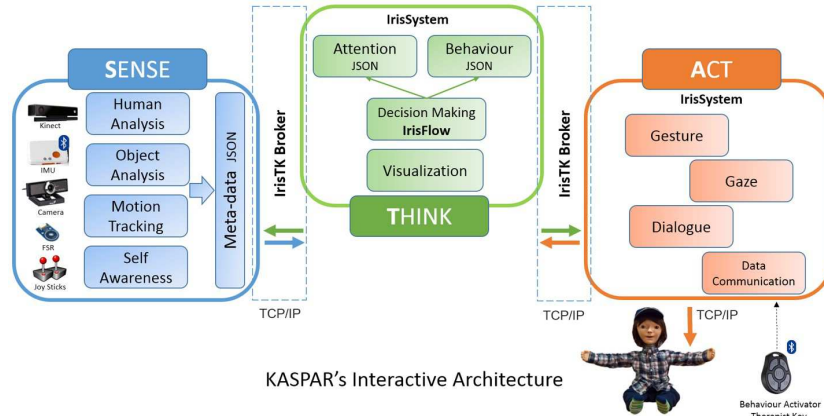 SENSE
Kinect
IMU
Camera
FSR
Joy Sticks
Human
Analysis
Object
Analysis
Motion
Tracking
Self
Awareness
Meta-data JSON
IrisTK Broker
TCP/IP
IrisSystem
Attention
JSON
Behaviour
JSON
Decision Making
IrisFlow
Visualization
THINK
IrisTK Broker
TCP/IP
ACT
IrisSystem
Gesture
Gaze
Dialogue
Data
Communication
TCP/IP
KASPAR's Interactive Architecture
Behaviour Activator
Therapist Key